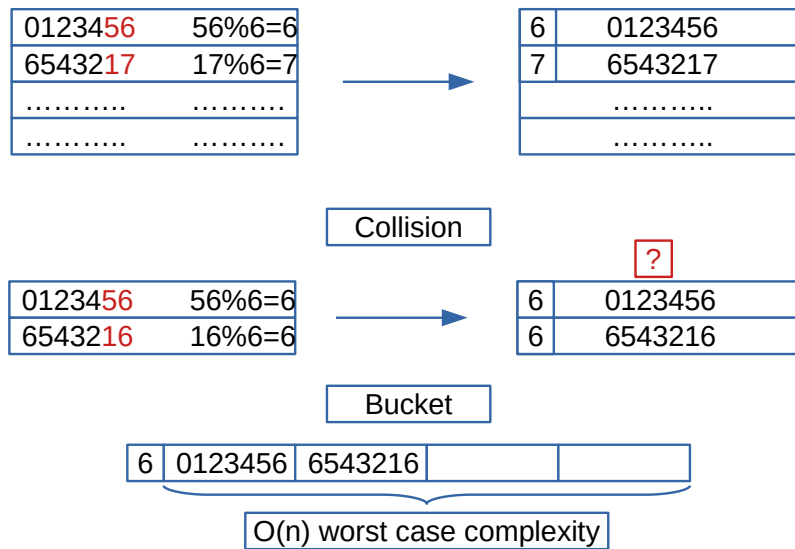 0123456 56%6=6 6 0123456
6543217 17%6=7 7 6543217
……….. ………. ………..
……….. ………. ………..
Collision
?
0123456 56%6=6 6 0123456
6543216 16%6=6 6 6543216
Bucket
6 0123456 6543216
O(n) worst case complexity